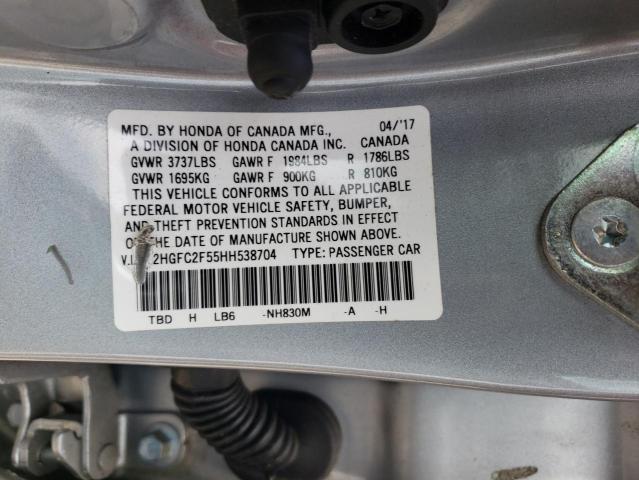 MFD. BY HONDA OF CANADA MFG., 04/'17
A DIVISION OF HONDA CANADA INC. CANADA
GVWR 3737LBS GAWR F 1984LBS R 1786LBS
GVWR 1695KG GAWR F 900KG R 810KG
THIS VEHICLE CONFORMS TO ALL APPLICABLE
FEDERAL MOTOR VEHICLE SAFETY, BUMPER,
AND THEFT PREVENTION STANDARDS IN EFFECT
ON THE DATE OF MANUFACTURE SHOWN ABOVE.
V.I. 2HGFC2F55HH538704 TYPE: PASSENGER CAR
TBD H LB6 -NH830M -A -H